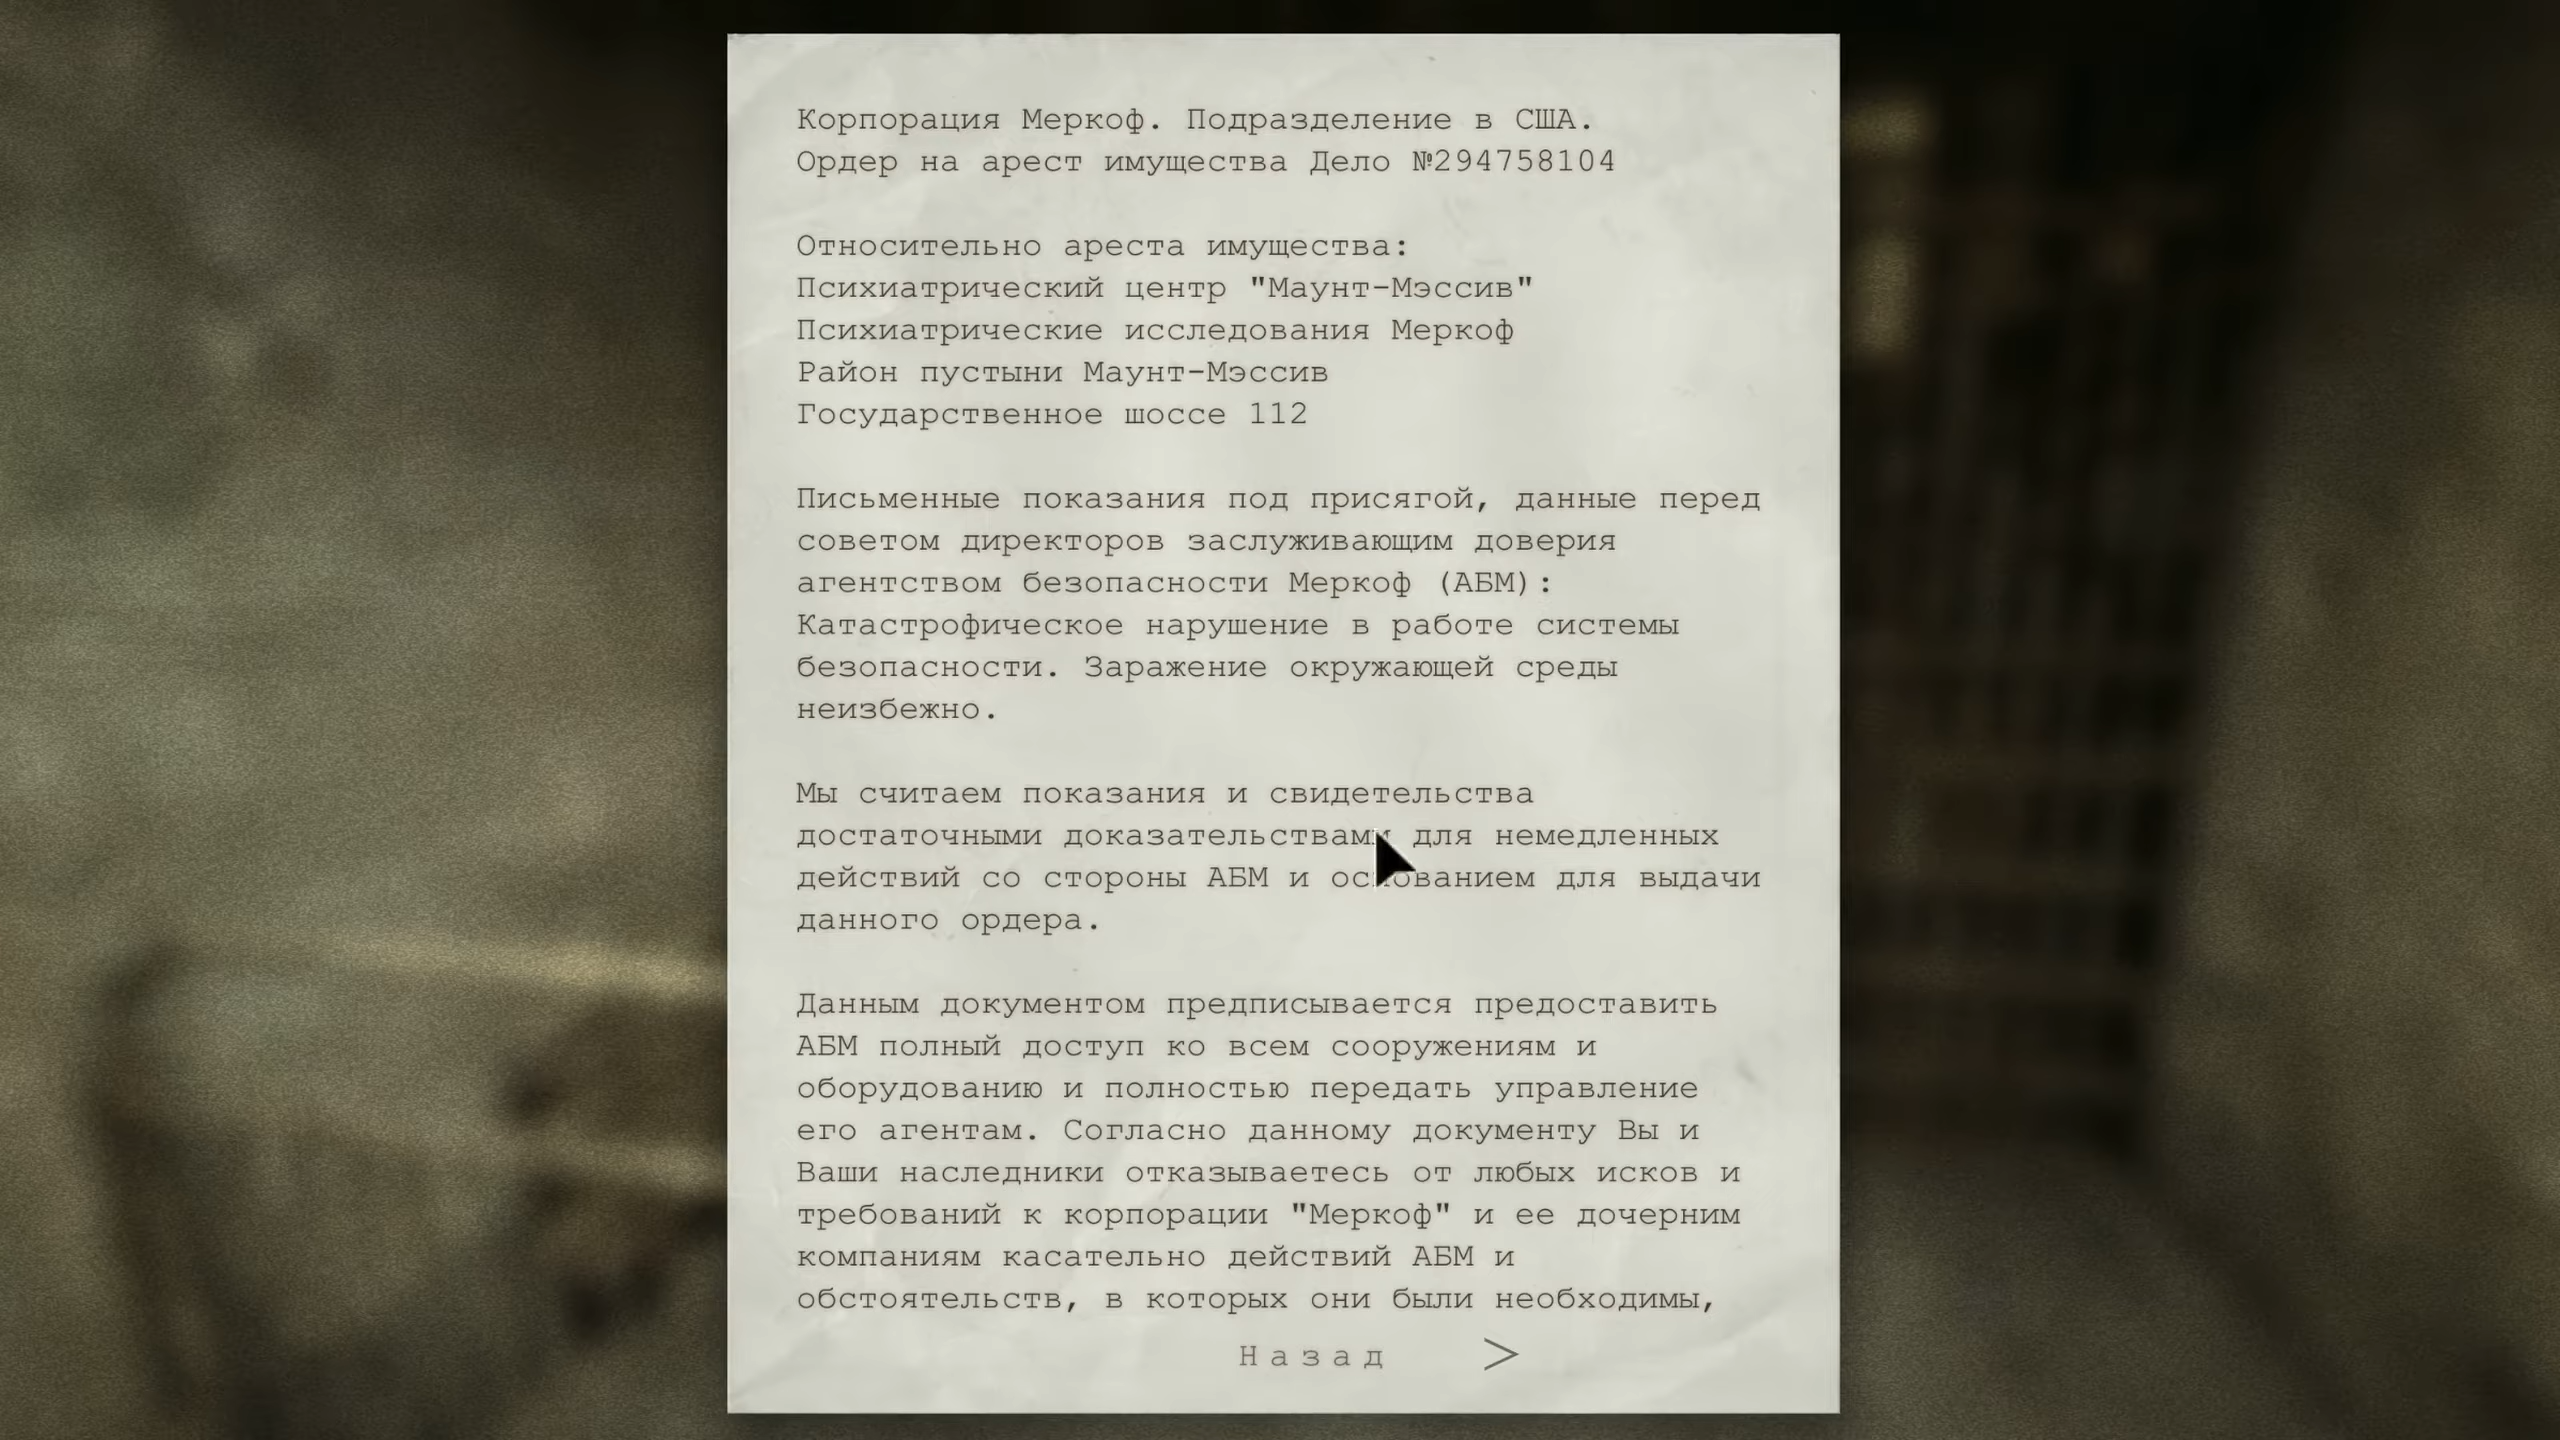 Корпорация Меркоф. Подразделение в США.
Ордер на арест имущества Дело №294758104
Относительно ареста имущества:
Психиатрический центр "Маунт-Мэссив"
Психиатрические исследования Меркоф
Район пустыни Маунт-Мэссив
Государственное шоссе 112
Письменные показания под присягой, данные перед
советом директоров заслуживающим доверия
агентством безопасности Меркоф (АБМ):
Катастрофическое нарушение в работе системы
безопасности. Заражение окружающей среды
неизбежно.
Мы считаем показания и свидетельства
достаточными доказательствами для немедленных
действий со стороны АБМ и основанием для выдачи
данного ордера.
Данным документом предписывается предоставить
АБМ полный доступ ко всем сооружениям и
оборудованию и полностью передать управление
его агентам. Согласно данному документу Вы и
Ваши наследники отказываетесь от любых исков и
требований к корпорации "Меркоф" и ее дочерним
компаниям касательно действий АБМ и
обстоятельств, в которых они были необходимы,
Назад >